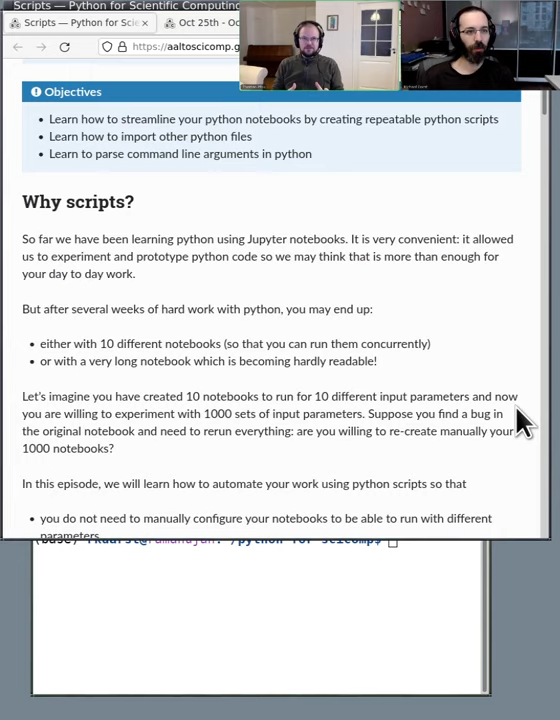 Scripts — Python for Scientific Computing
Scripts — Python for Scie
Oct 25th - Oc
https://aaltoscicomp.g
Objectives
• Learn how to streamline your python notebooks by creating repeatable python scripts
• Learn how to import other python files
• Learn to parse command line arguments in python
Why scripts?
So far we have been learning python using Jupyter notebooks. It is very convenient: it allowed
us to experiment and prototype python code so we may think that is more than enough for
your day to day work.
But after several weeks of hard work with python, you may end up:
• either with 10 different notebooks (so that you can run them concurrently)
• or with a very long notebook which is becoming hardly readable!
Let's imagine you have created 10 notebooks to run for 10 different input parameters and now
you are willing to experiment with 1000 sets of input parameters. Suppose you find a bug in
the original notebook and need to rerun everything: are you willing to re-create manually your
1000 notebooks?
In this episode, we will learn how to automate your work using python scripts so that
• you do not need to manually configure your notebooks to be able to run with different
parameters